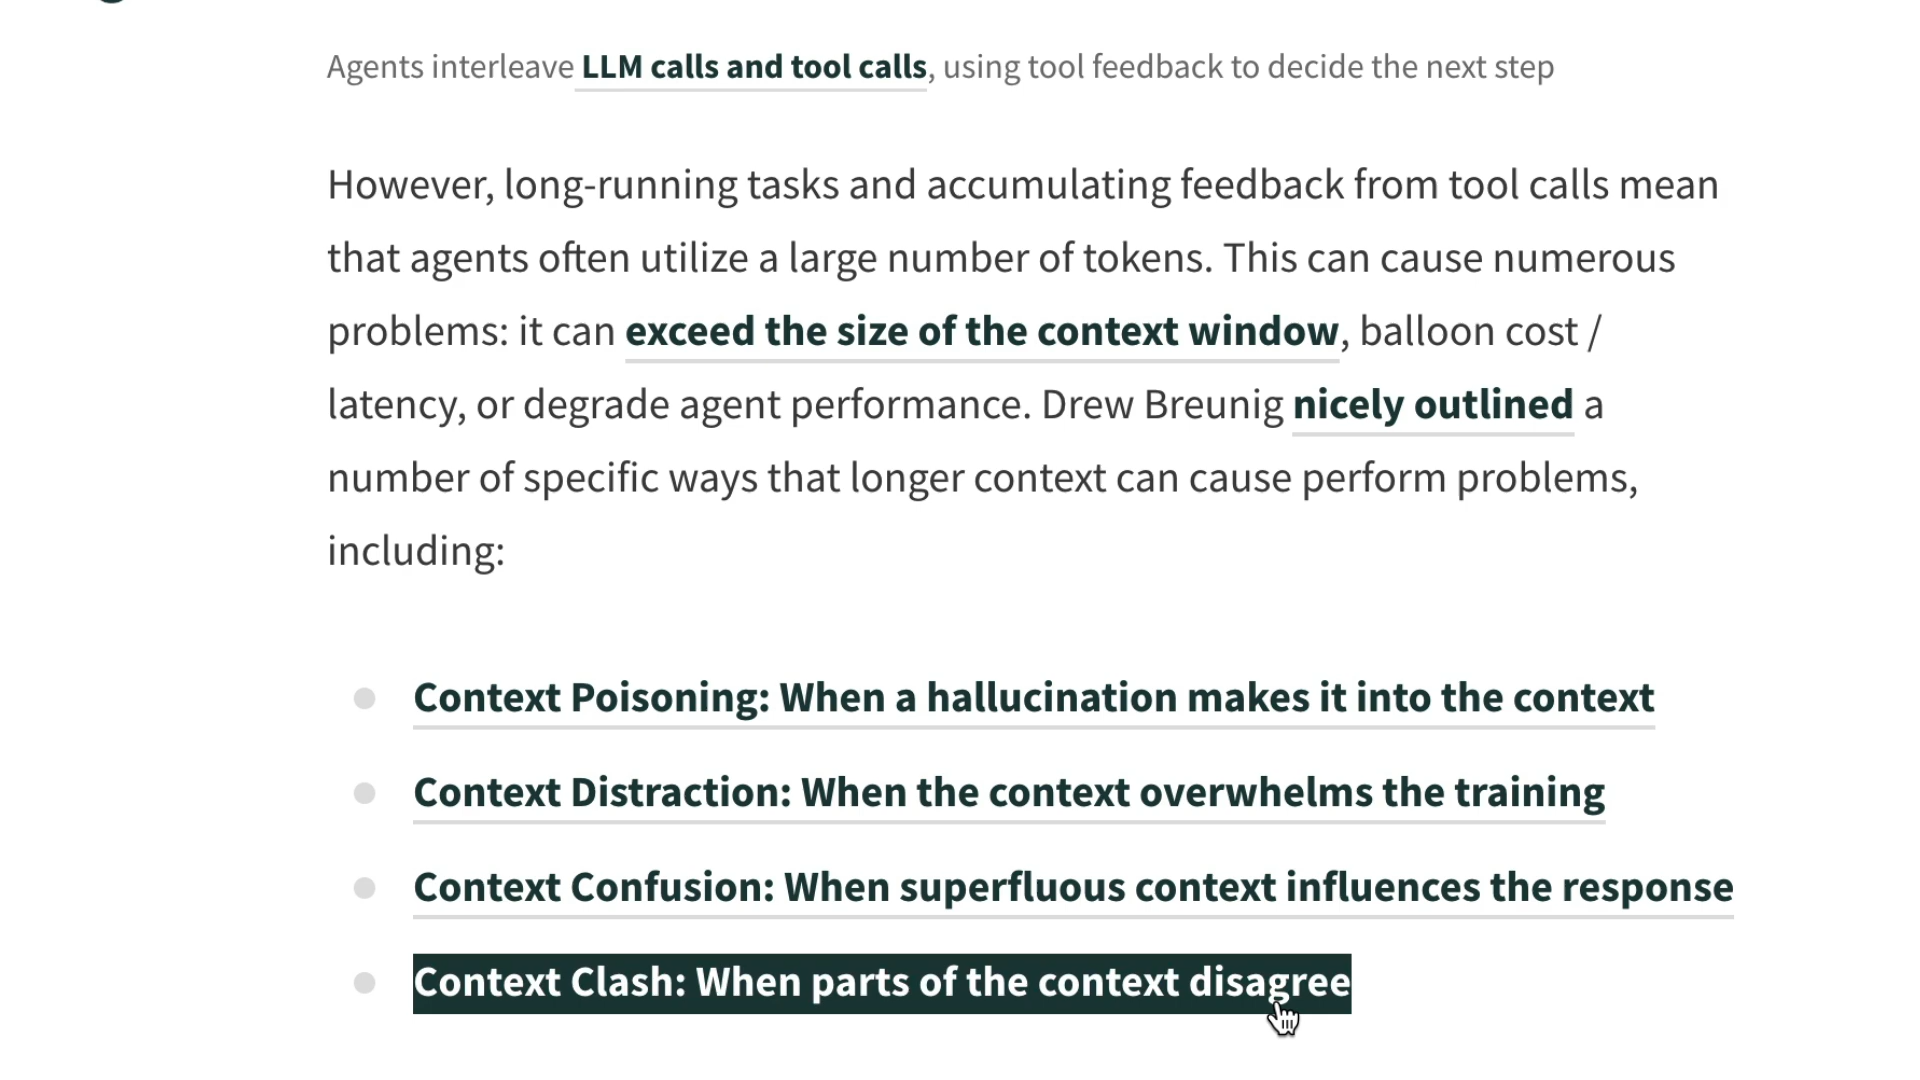 Agents interleave LLM calls and tool calls, using tool feedback to decide the next step
However, long-running tasks and accumulating feedback from tool calls mean
that agents often utilize a large number of tokens. This can cause numerous
problems: it can exceed the size of the context window, balloon cost /
latency, or degrade agent performance. Drew Breunig nicely outlined a
number of specific ways that longer context can cause perform problems,
including:
Context Poisoning: When a hallucination makes it into the context
Context Distraction: When the context overwhelms the training
Context Confusion: When superfluous context influences the response
Context Clash: When parts of the context disagree